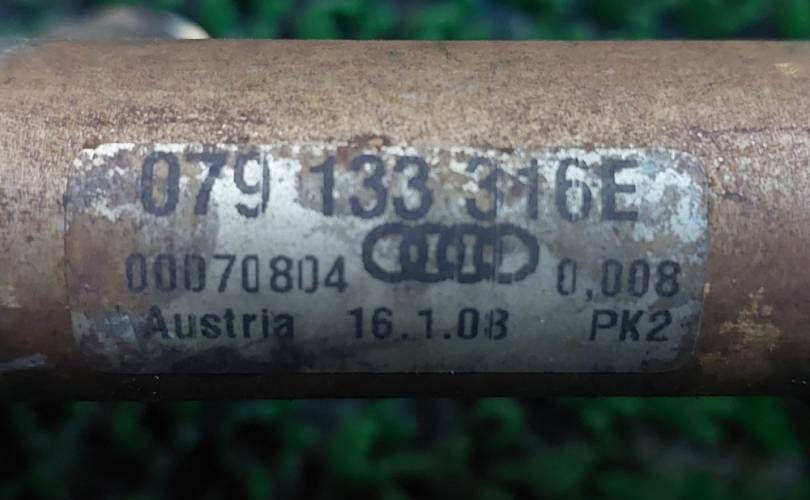 079 133 316E
00070804 0,008
Austria 16.1.08 PK2